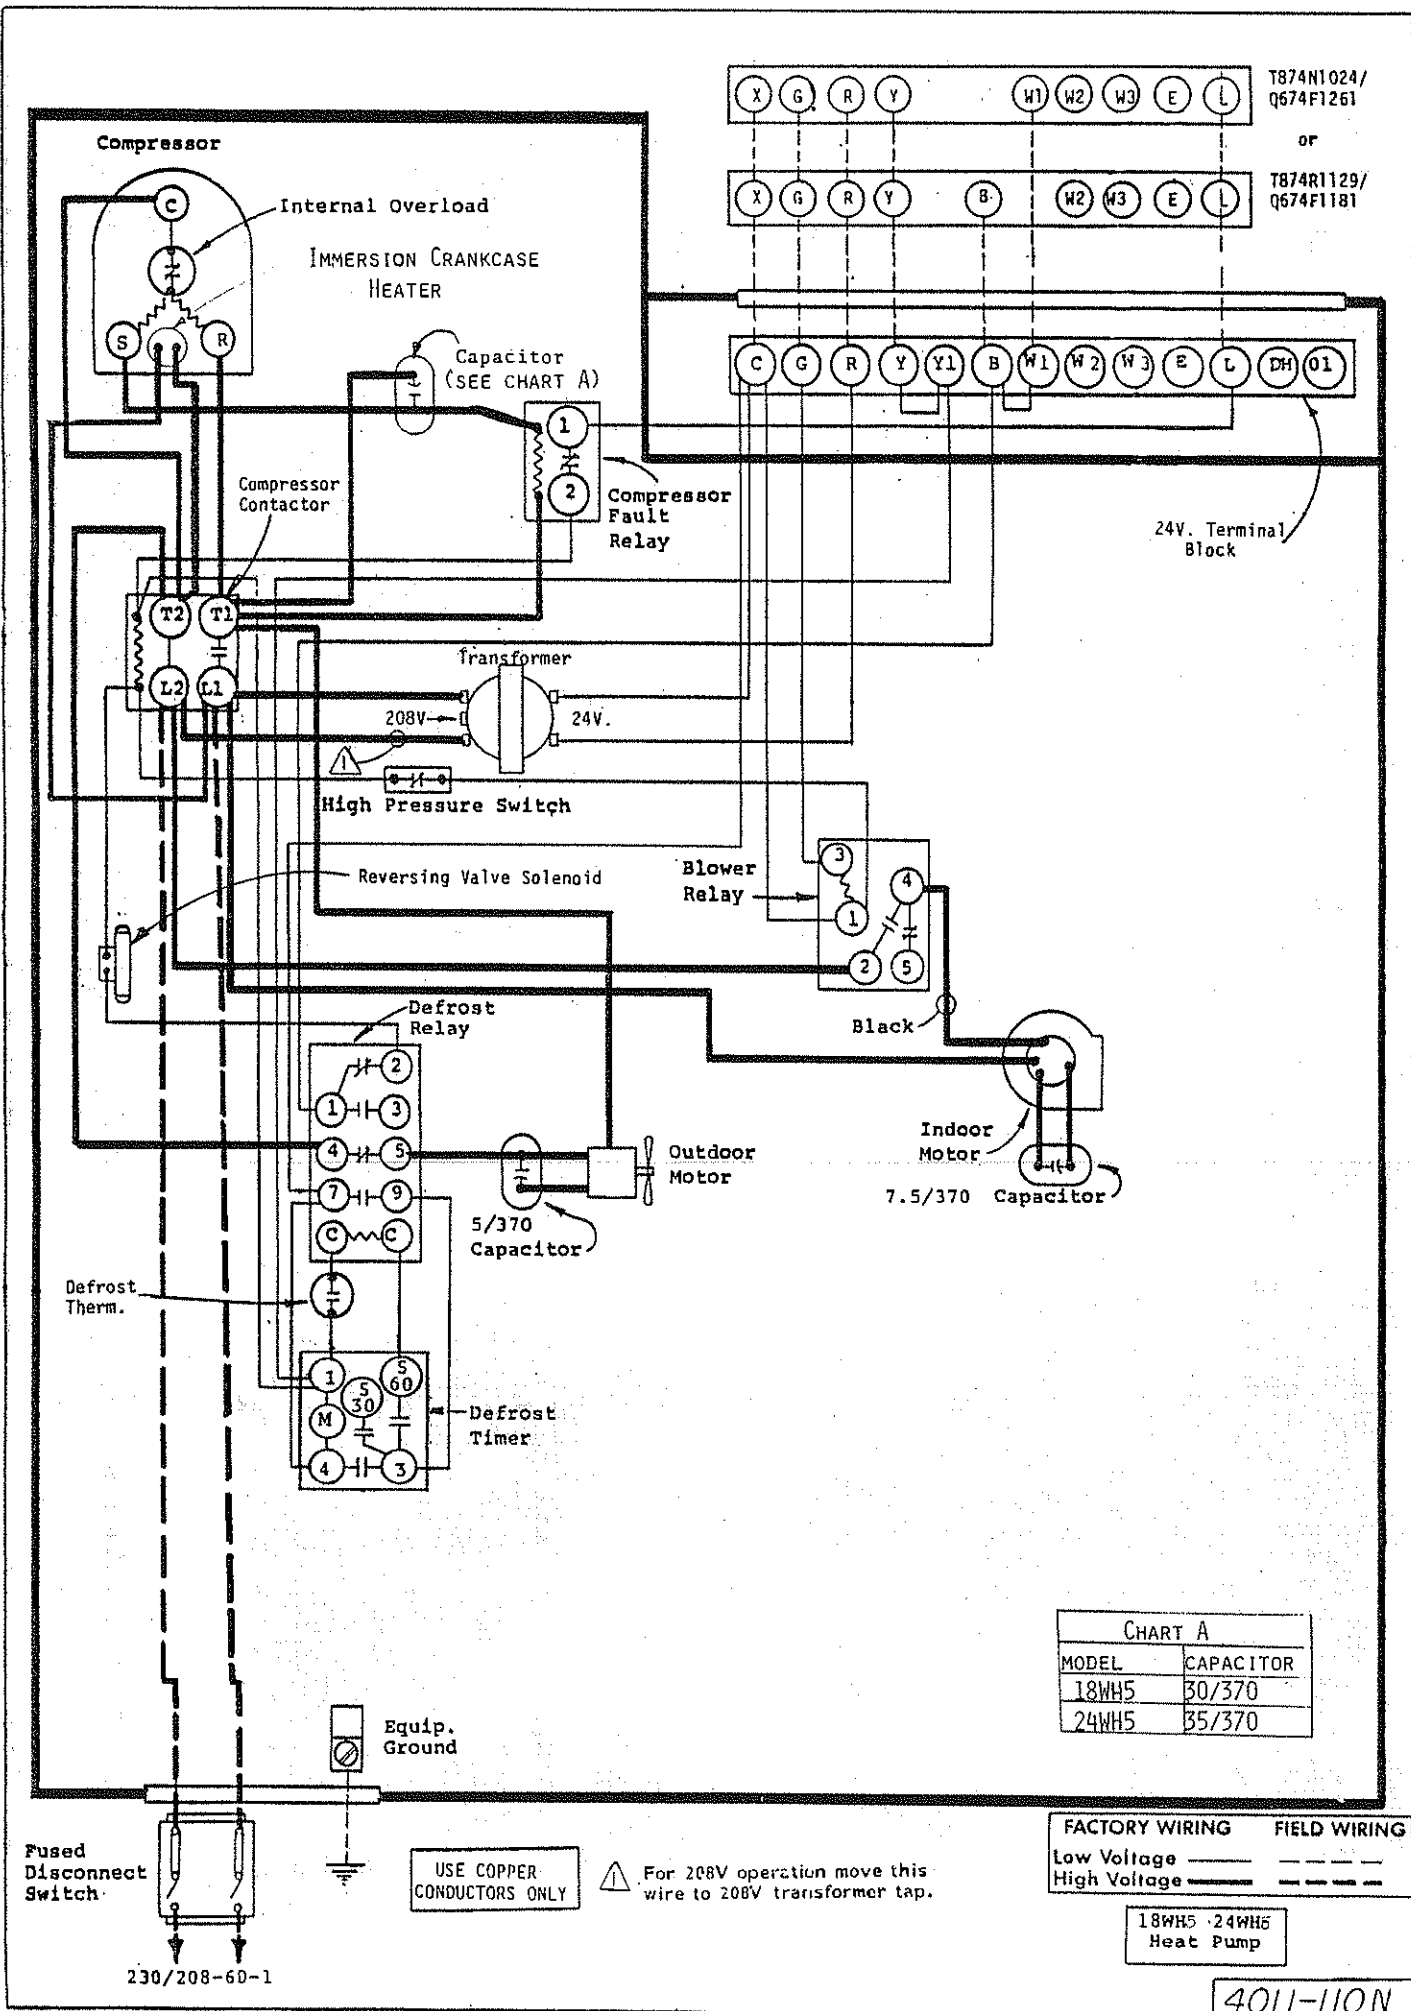 X G R Y W1 W2 W3 E L
T874N1024/
Q674F1261
or
X G R Y B W2 W3 E L
T874R1129/
Q674F1181
Compressor
C
Internal Overload
IMMERSION CRANKCASE
HEATER
S R
Capacitor
(SEE CHART A)
C G R Y Y1 B W1 W2 W3 E L DH 01
1
2
Compressor
Fault
Relay
Compressor
Contactor
24V. Terminal
Block
T2 T1
L2 L1
Transformer
208V
24V.
1
High Pressure Switch
Reversing Valve Solenoid
Blower
Relay
3
4
1
2 5
Black
Defrost
Relay
2
1 3
4 5
7 9
C C
Outdoor
Motor
5/370
Capacitor
Indoor
Motor
7.5/370 Capacitor
Defrost
Therm.
1
S
30
S
60
M
4 3
Defrost
Timer
CHART A
MODEL CAPACITOR
18WH5 30/370
24WH5 35/370
Equip.
Ground
Fused
Disconnect
Switch
230/208-60-1
USE COPPER
CONDUCTORS ONLY
1 For 208V operation move this
wire to 208V transformer tap.
FACTORY WIRING FIELD WIRING
Low Voltage
High Voltage
18WH5 24WH5
Heat Pump
4011-110N